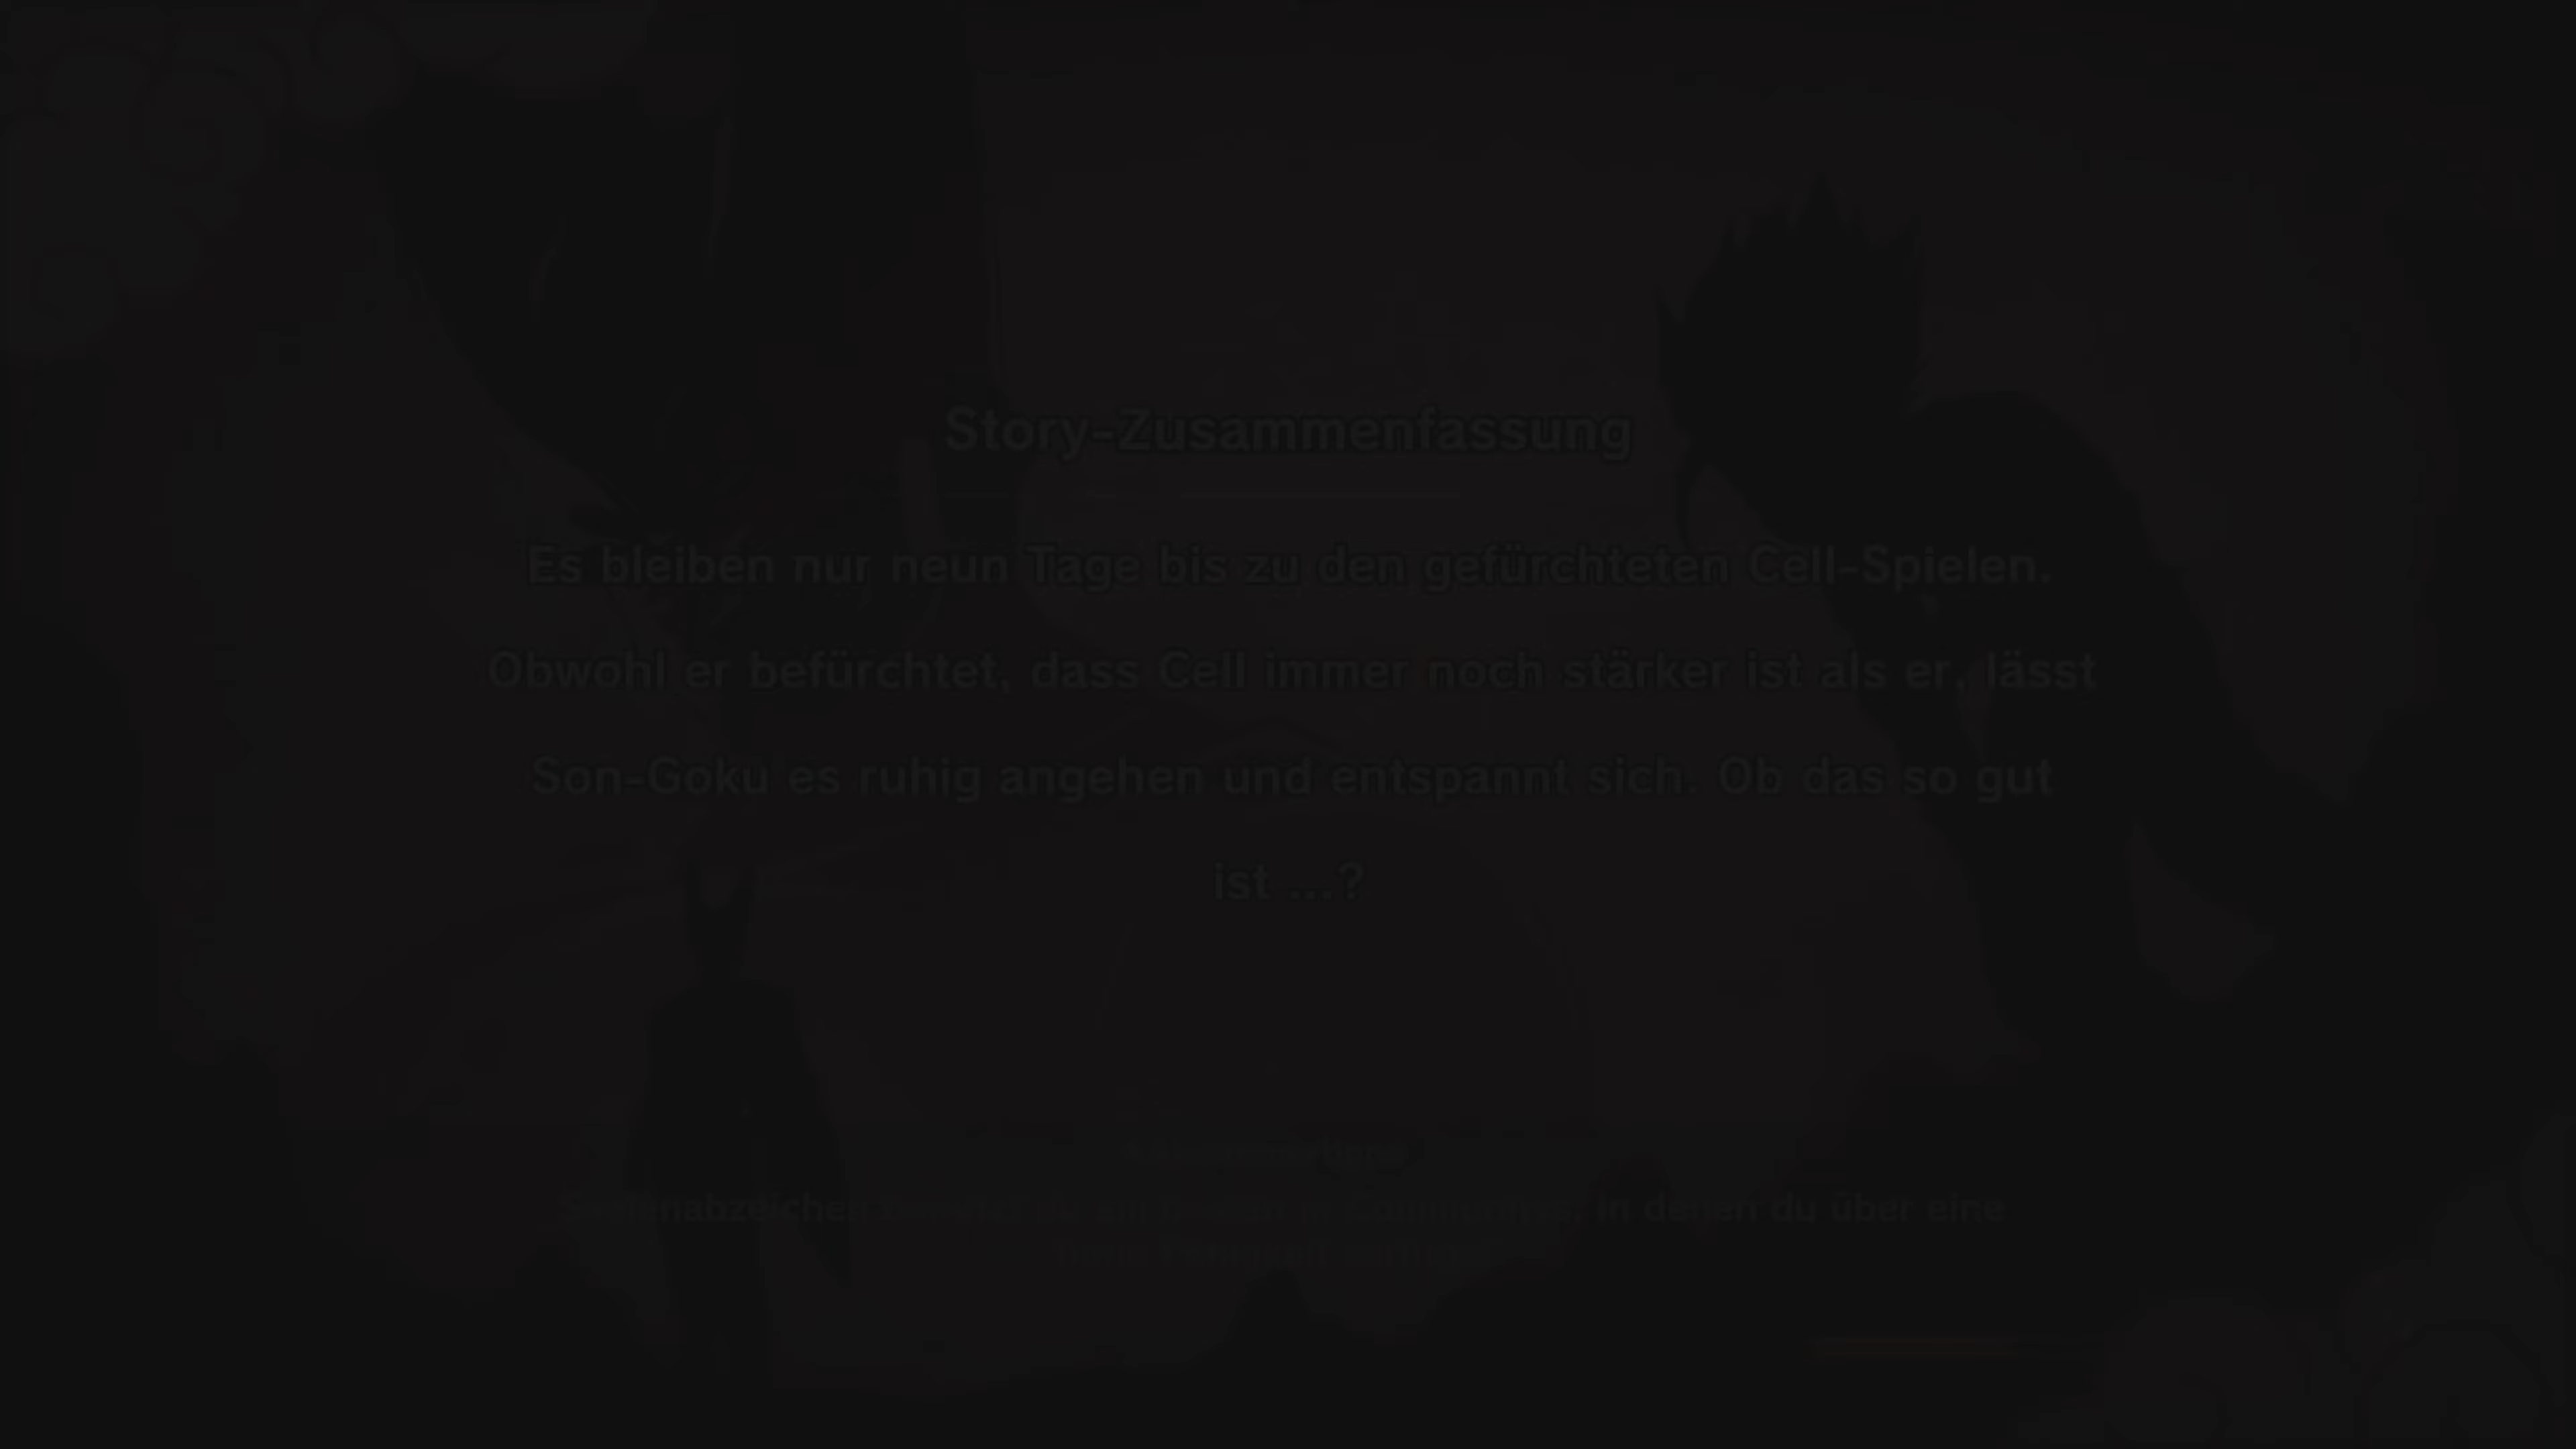 Story-Zusammenfassung
Es bleiben nur neun Tage bis zu den gefürchteten Cell-Spielen.
Obwohl er befürchtet, dass Cell immer noch stärker ist als er, lässt
Son-Goku es ruhig angehen und entspannt sich. Ob das so gut
ist ...?
in denen du über eine